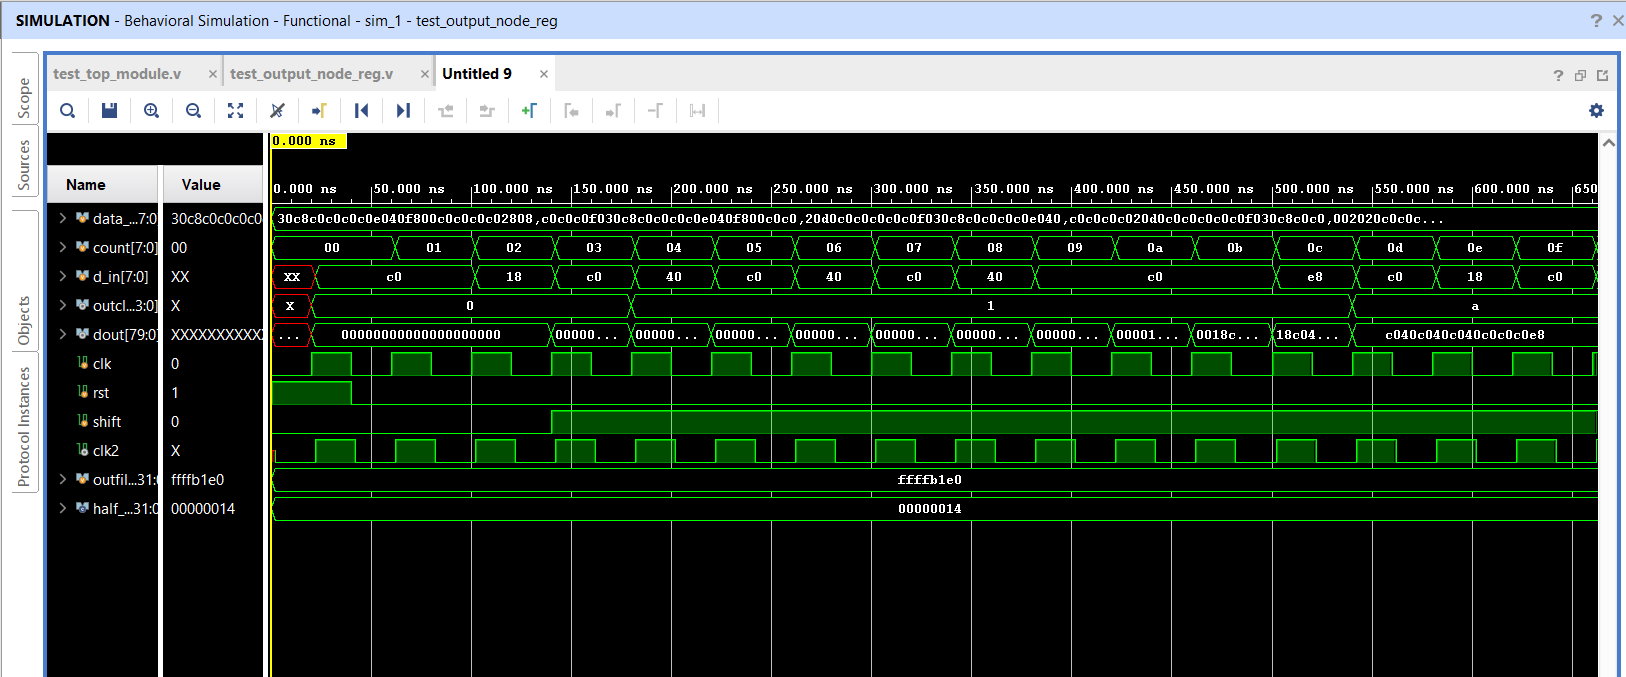 SIMULATION - Behavioral Simulation - Functional - sim_1 - test_output_node_reg ? ×
Scope
Sources
Objects
Protocol Instances
test_top_module.v × test_output_node_reg.v × Untitled 9 × ?
0.000 ns
Name Value
0.000 ns 50.000 ns 100.000 ns 150.000 ns 200.000 ns 250.000 ns 300.000 ns 350.000 ns 400.000 ns 450.000 ns 500.000 ns 550.000 ns 600.000 ns 650
data_...7:0 30c8c0c0c0c0 30c8c0c0c0c0e040f800c0c0c0c02808,c0c0c0f030c8c0c0c0c0e040f800c0c0,20d0c0c0c0c0f030c8c0c0c0c0e040,c0c0c0c020d0c0c0c0c0f030c8c0c0,002020c0c0c...
count[7:0] 00 00 01 02 03 04 05 06 07 08 09 0a 0b 0c 0d 0e 0f
d_in[7:0] XX XX c0 18 c0 40 c0 40 c0 40 c0 e8 c0 18 c0
outcl...3:0] X X 0 1 a
dout[79:0] XXXXXXXXXXX ... 00000000000000000000 00000... 00000... 00000... 00000... 00000... 00000... 00000... 00001... 0018c... 18c04... c040c040c040c0c0c0e8
clk 0
rst 1
shift 0
clk2 X
outfil...31:0 ffffb1e0 ffffb1e0
half_...31:0 00000014 00000014